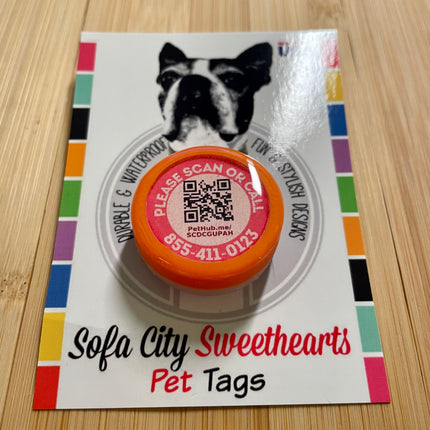 DURABLE & WATERPROOF
FUN & STYLISH DESIGNS
PLEASE SCAN OR CALL
PetHub.me/
SCDCGUPAH
855-411-0123
Sofa City Sweethearts
Pet Tags